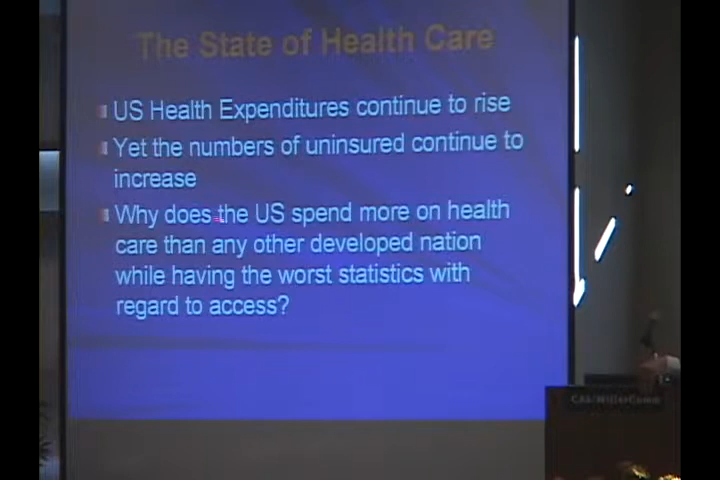 The State of Health Care
US Health Expenditures continue to rise
Yet the numbers of uninsured continue to
increase
Why does the US spend more on health
care than any other developed nation
while having the worst statistics with
regard to access?
CAS/MillerComm